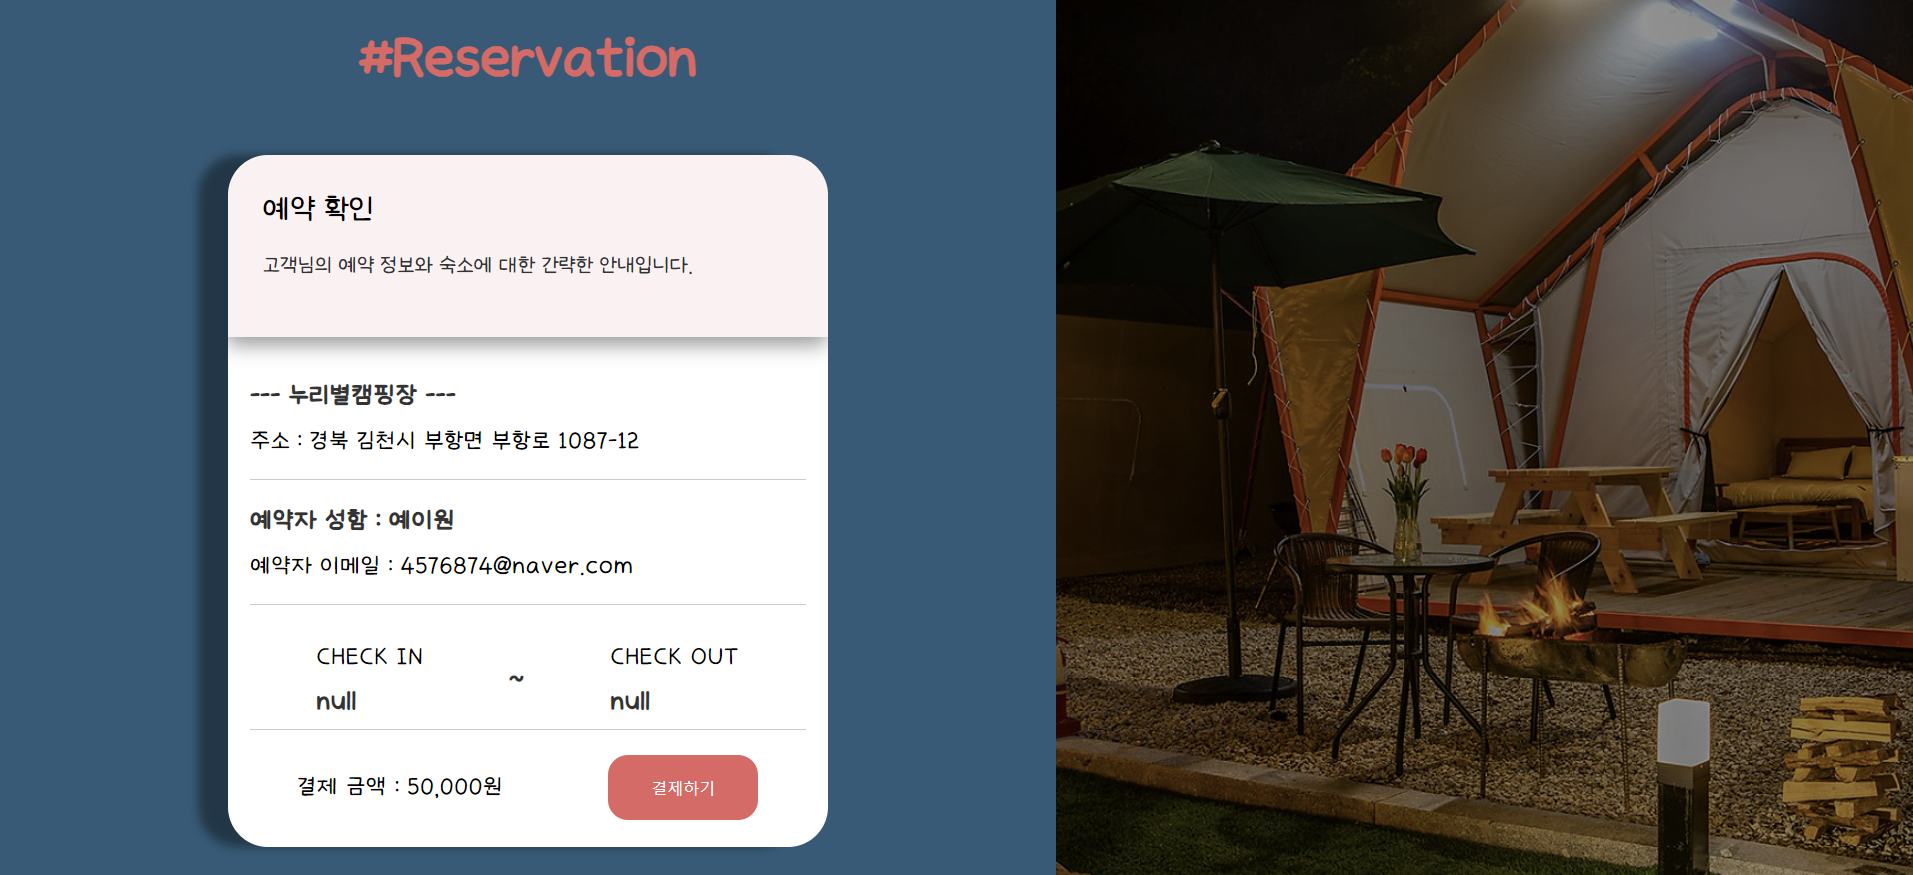 #Reservation
예약 확인
고객님의 예약 정보와 숙소에 대한 간략한 안내입니다.
--- 누리별캠핑장 ---
주소 : 경북 김천시 부항면 부항로 1087-12
예약자 성함 : 예이원
예약자 이메일 : 4576874@naver.com
CHECK IN
null
~
CHECK OUT
null
결제 금액 : 50,000원
결제하기